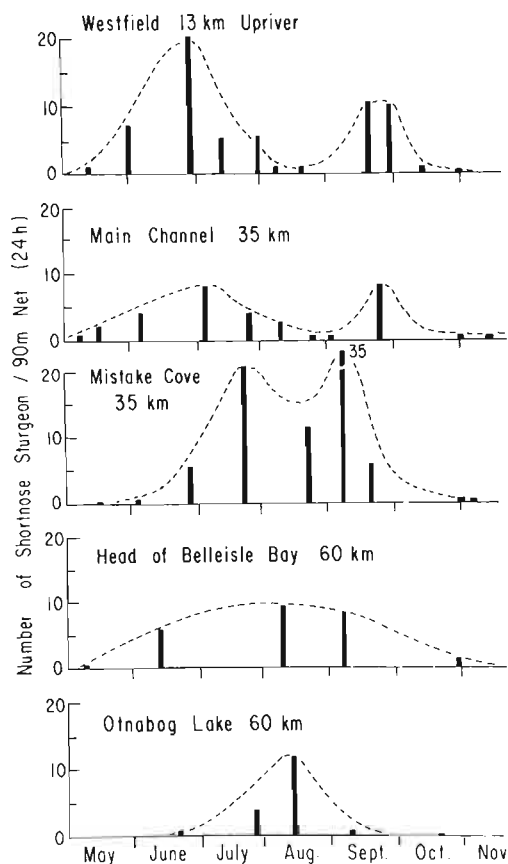 Westfield 13 km Upriver
20
10
0
Main Channel 35 km
20
10
0
35
Mistake Cove
35 km
20
10
0
Head of Belleisle Bay 60 km
20
10
0
Otnabog Lake 60 km
20
10
0
May June July Aug. Sept. Oct. Nov
Number of Shortnose Sturgeon / 90m Net (24h)